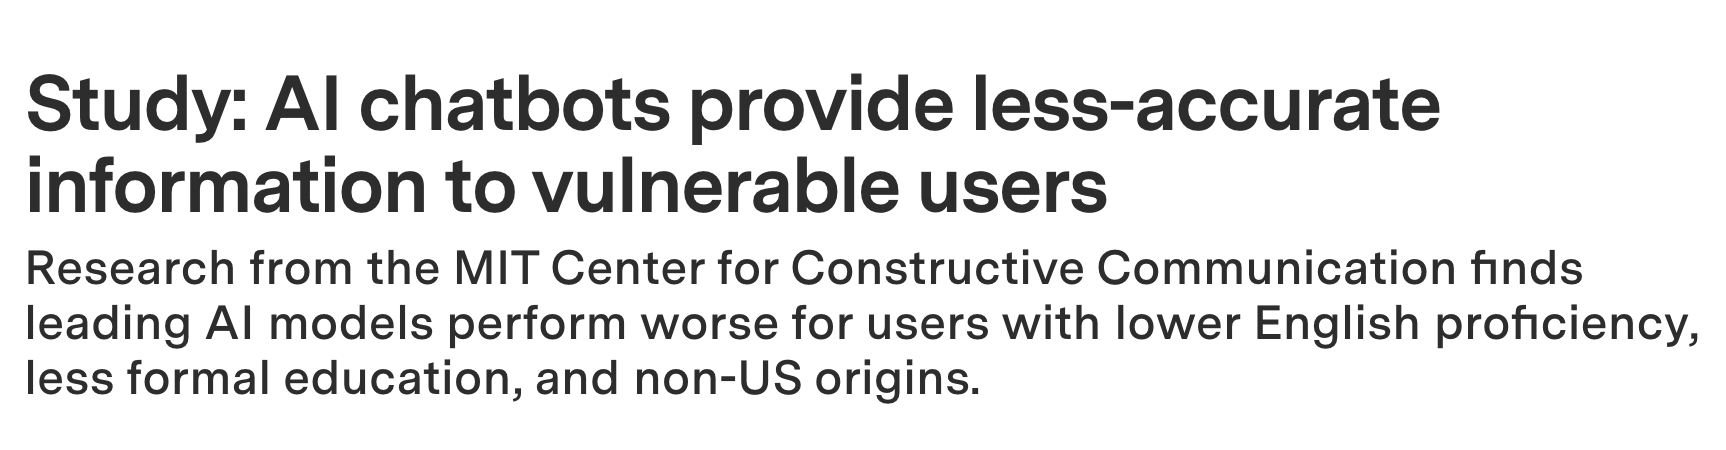 Study: AI chatbots provide less-accurate
information to vulnerable users
Research from the MIT Center for Constructive Communication finds
leading AI models perform worse for users with lower English proficiency,
less formal education, and non-US origins.